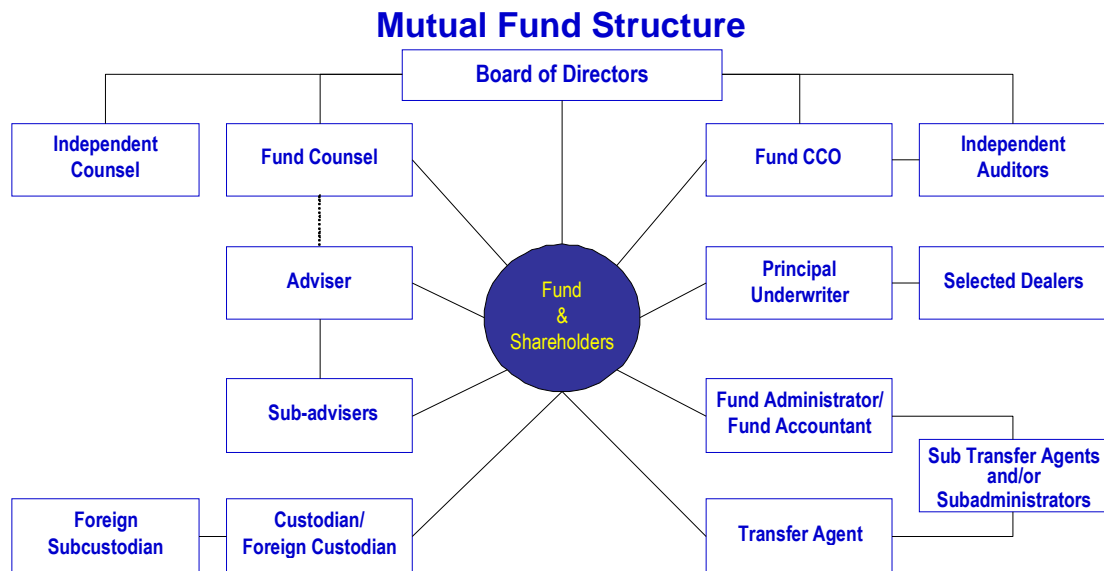 Mutual Fund Structure
Board of Directors
Independent
Counsel
Fund Counsel
Fund CCO
Independent
Auditors
Adviser
Fund
&
Shareholders
Principal
Underwriter
Selected Dealers
Sub-advisers
Fund Administrator/
Fund Accountant
Sub Transfer Agents
and/or
Subadministrators
Foreign
Subcustodian
Custodian/
Foreign Custodian
Transfer Agent